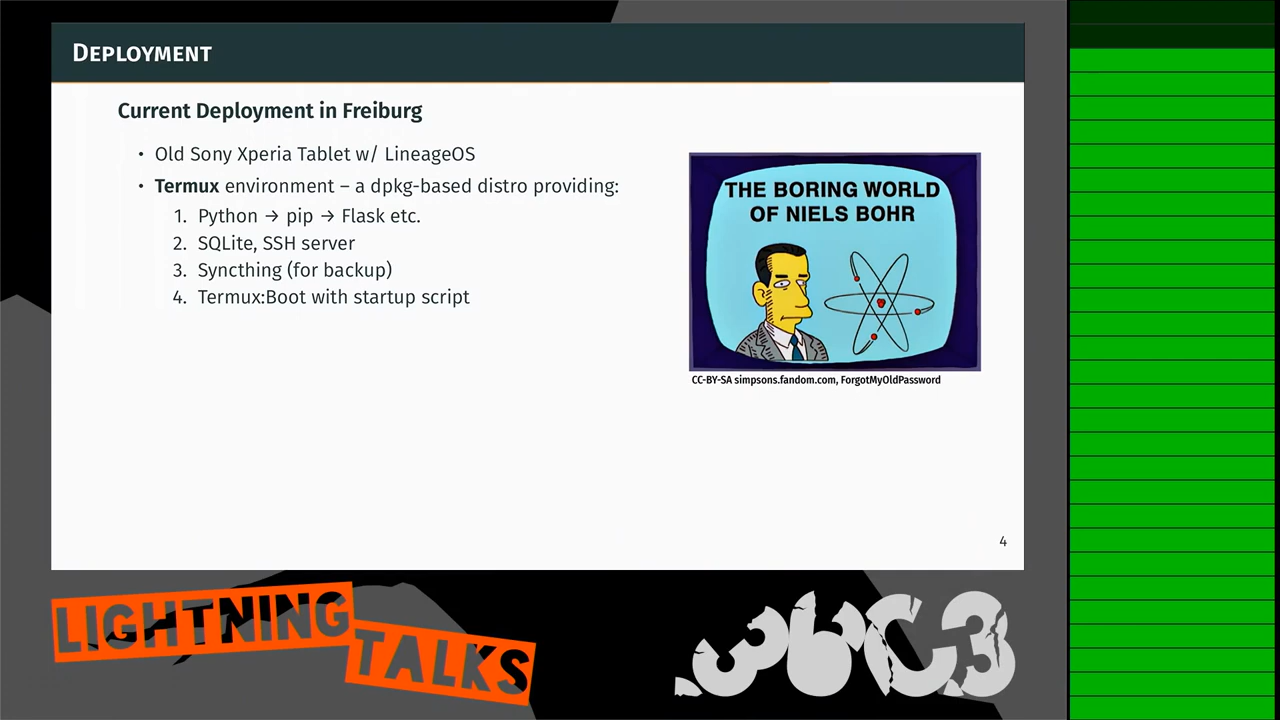 DEPLOYMENT
Current Deployment in Freiburg
• Old Sony Xperia Tablet w/ LineageOS
• Termux environment – a dpkg-based distro providing:
1. Python → pip → Flask etc.
2. SQLite, SSH server
3. Syncthing (for backup)
4. Termux:Boot with startup script
THE BORING WORLD
OF NIELS BOHR
CC-BY-SA simpsons.fandom.com, ForgotMyOldPassword
4
LIGHTNING
TALKS
36C3